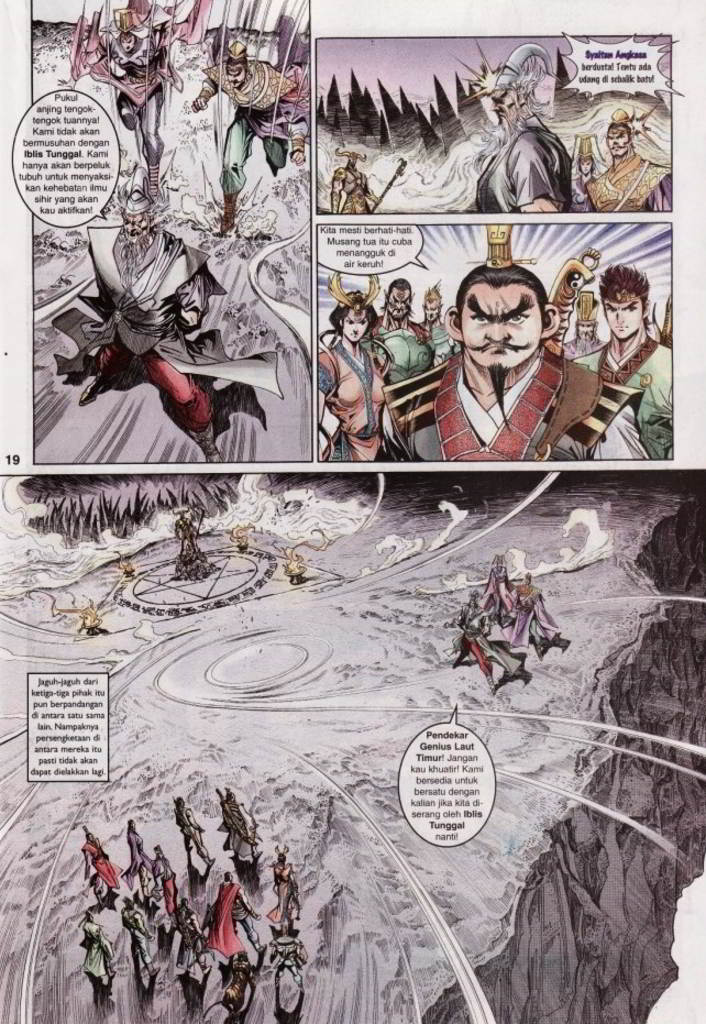 Pukul
anjing tengok-
tengok tuannya!
Kami tidak akan
bermusuhan dengan
Iblis Tunggal. Kami
hanya akan berpeluk
tubuh untuk menyaksi-
kan kehebatan ilmu
sihir yang akan
kau aktifkan!
Syaitan Angkasa
berdusta! Tentu ada
udang di sebalik batu!
Kita mesti berhati-hati.
Musang tua itu cuba
menangguk di
air keruh!
19
Jaguh-jaguh dari
ketiga-tiga pihak itu
pun berpandangan
di antara satu sama
lain. Nampaknya
persengketaan di
antara mereka itu
pasti tidak akan
dapat dielakkan lagi.
Pendekar
Genius Laut
Timur! Jangan
kau khuatir! Kami
bersedia untuk
bersatu dengan
kalian jika kita di-
serang oleh Iblis
Tunggal
nanti!